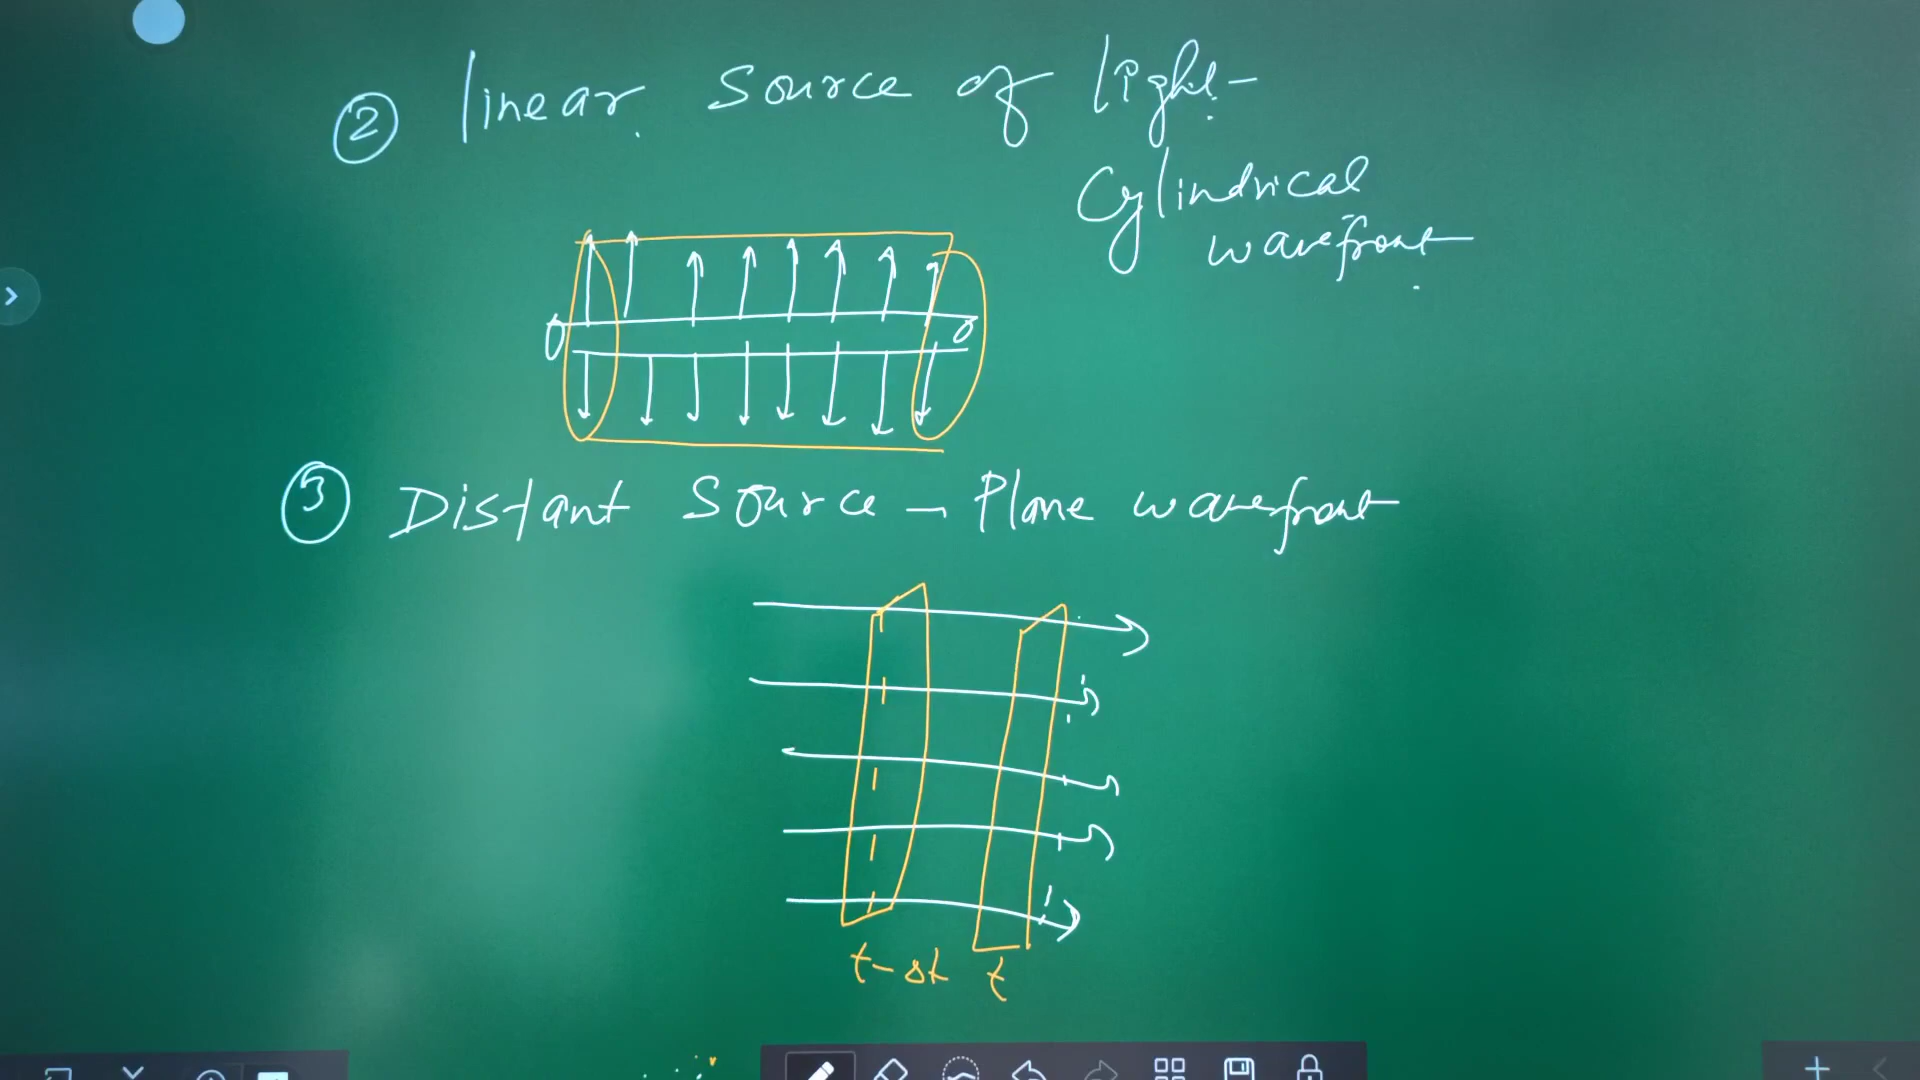 ② linear source of light-
Cylindrical
wavefront
O O
③ Distant Source - Plane wavefront
t-Δt t